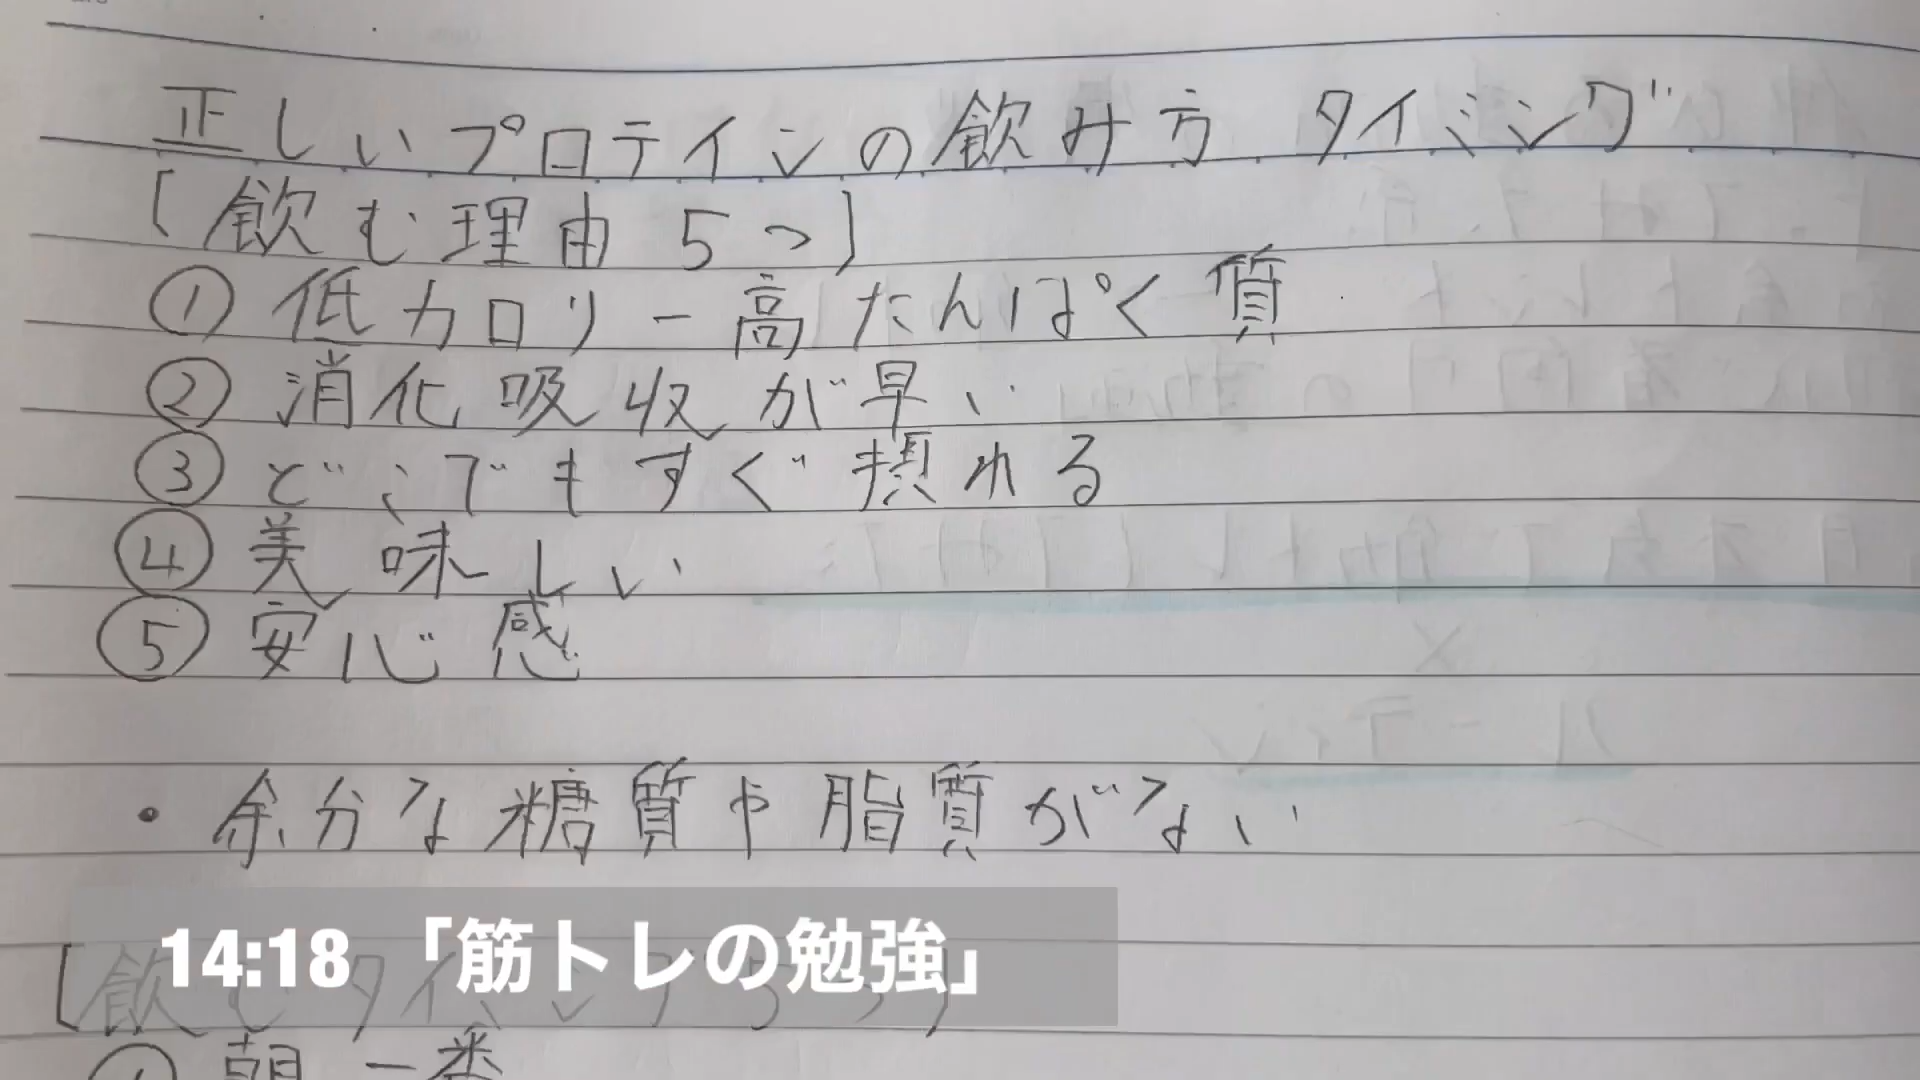 正しいプロテインの飲み方 タイミング
[飲む理由 5つ]
① 低カロリー高たんぱく質
② 消化吸収が早い
③ どこでもすぐ摂れる
④ 美味しい
⑤ 安心感
・余分な糖質や脂質がない
14:18 「筋トレの勉強」
[飲むタイミング 5つ]
① 朝一番